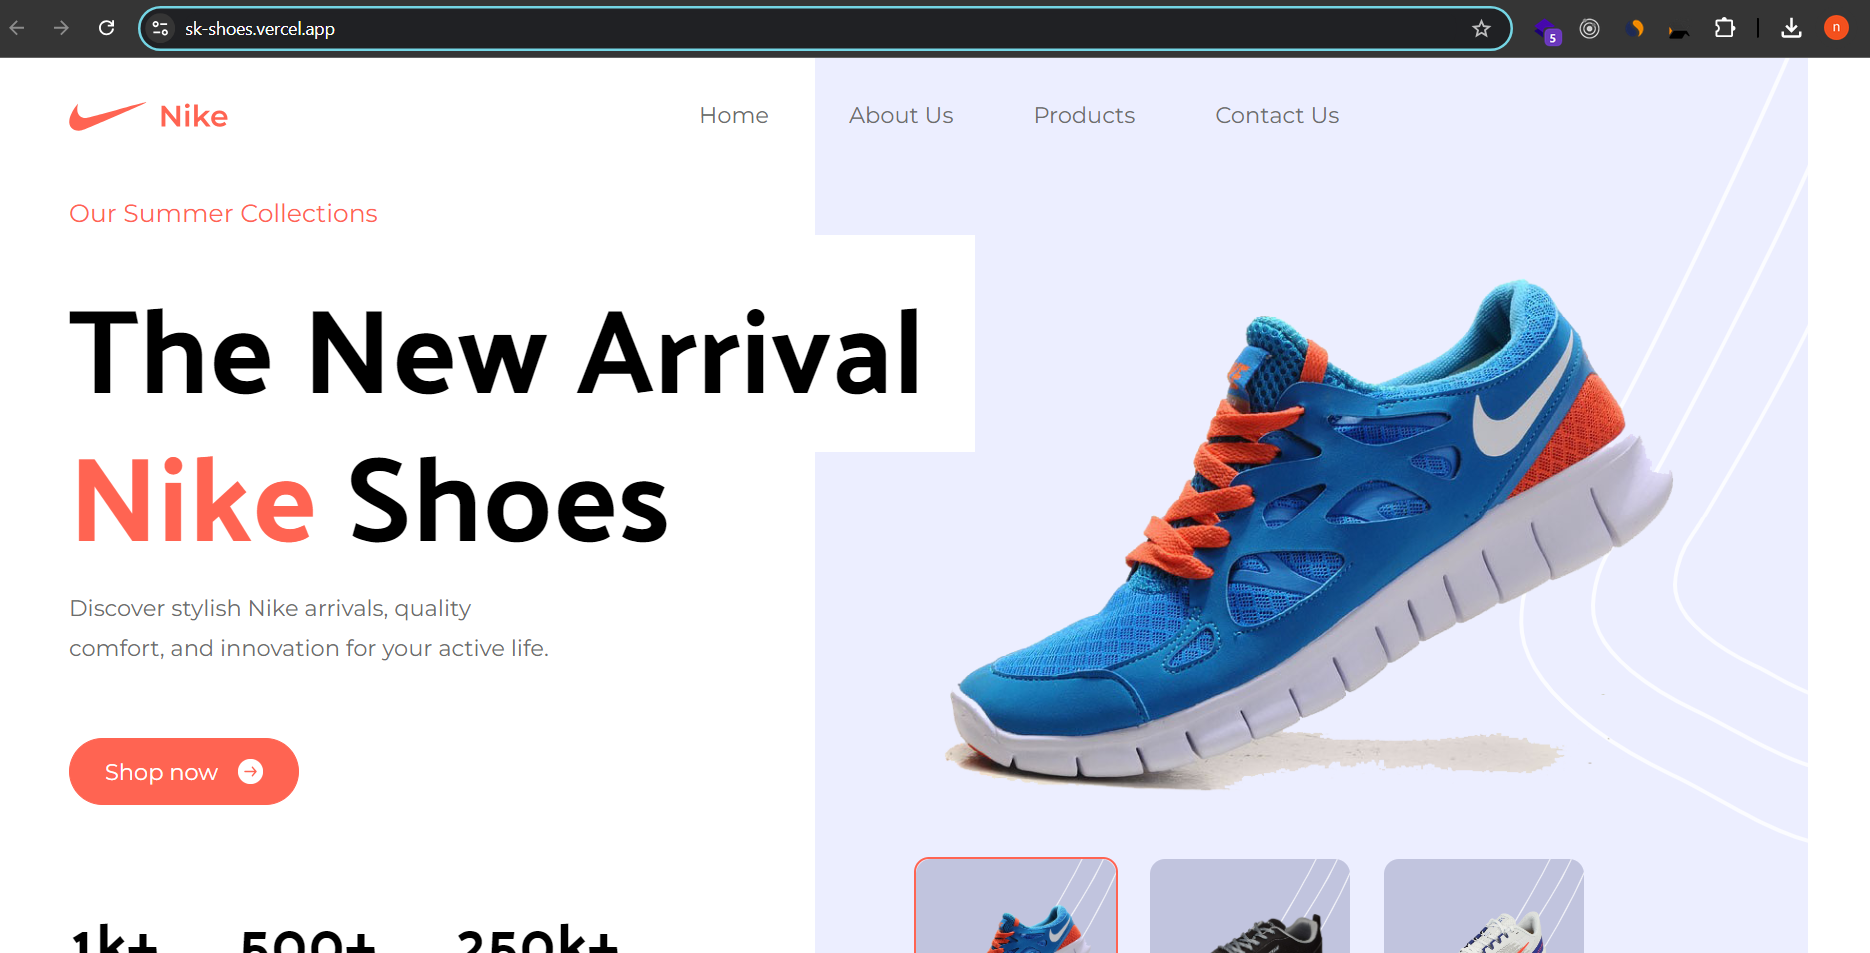 sk-shoes.vercel.app
5
n
Nike
Home About Us Products Contact Us
Our Summer Collections
The New Arrival
Nike Shoes
Discover stylish Nike arrivals, quality
comfort, and innovation for your active life.
Shop now
1k+ 500+ 250k+